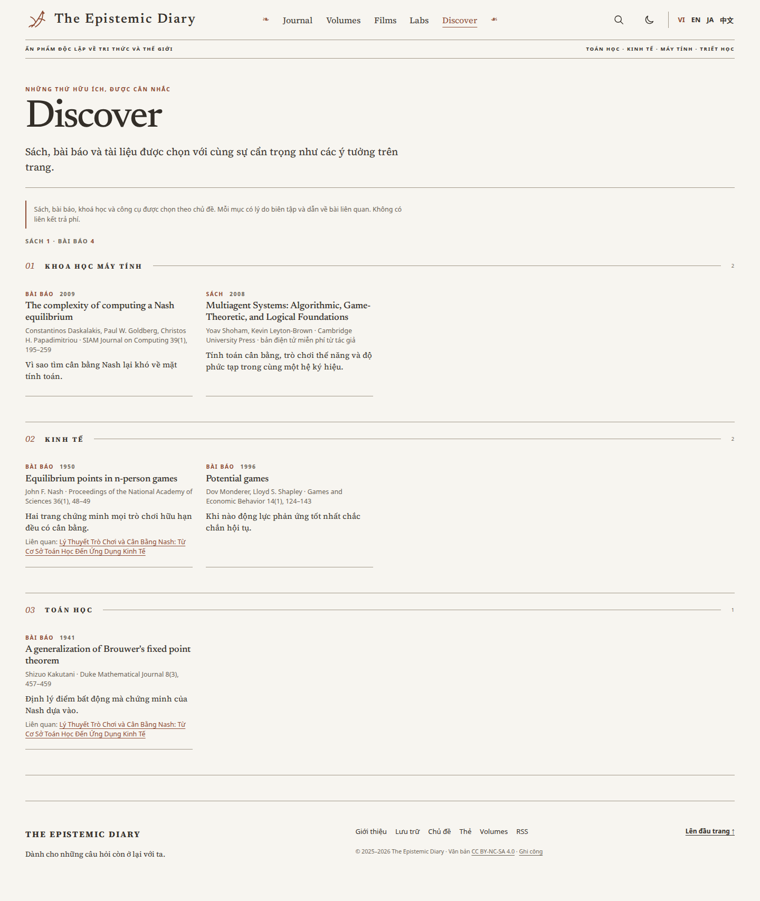 The Epistemic Diary
Journal Volumes Films Labs Discover
VI EN JA 中文
ẤN PHẨM ĐỘC LẬP VỀ TRI THỨC VÀ THẾ GIỚI
TOÁN HỌC · KINH TẾ · MÁY TÍNH · TRIẾT HỌC
NHỮNG THỨ HỮU ÍCH, ĐƯỢC CÂN NHẮC
Discover
Sách, bài báo và tài liệu được chọn với cùng sự cẩn trọng như các ý tưởng trên
trang.
Sách, bài báo, khoá học và công cụ được chọn theo chủ đề. Mỗi mục có lý do biên tập và dẫn về bài liên quan. Không có
liên kết trả phí.
SÁCH 1 · BÀI BÁO 4
01 KHOA HỌC MÁY TÍNH 2
BÀI BÁO 2009
The complexity of computing a Nash
equilibrium
Constantinos Daskalakis, Paul W. Goldberg, Christos
H. Papadimitriou · SIAM Journal on Computing 39(1),
195–259
Vì sao tìm cân bằng Nash lại khó về mặt
tính toán.
SÁCH 2008
Multiagent Systems: Algorithmic, Game-
Theoretic, and Logical Foundations
Yoav Shoham, Kevin Leyton-Brown · Cambridge
University Press · bản điện tử miễn phí từ tác giả
Tính toán cân bằng, trò chơi thế năng và độ
phức tạp trong cùng một hệ ký hiệu.
02 KINH TẾ 2
BÀI BÁO 1950
Equilibrium points in n-person games
John F. Nash · Proceedings of the National Academy of
Sciences 36(1), 48–49
Hai trang chứng minh mọi trò chơi hữu hạn
đều có cân bằng.
Liên quan: Lý Thuyết Trò Chơi và Cân Bằng Nash: Từ
Cơ Sở Toán Học Đến Ứng Dụng Kinh Tế
BÀI BÁO 1996
Potential games
Dov Monderer, Lloyd S. Shapley · Games and
Economic Behavior 14(1), 124–143
Khi nào động lực phản ứng tốt nhất chắc
chắn hội tụ.
03 TOÁN HỌC 1
BÀI BÁO 1941
A generalization of Brouwer's fixed point
theorem
Shizuo Kakutani · Duke Mathematical Journal 8(3),
457–459
Định lý điểm bất động mà chứng minh của
Nash dựa vào.
Liên quan: Lý Thuyết Trò Chơi và Cân Bằng Nash: Từ
Cơ Sở Toán Học Đến Ứng Dụng Kinh Tế
THE EPISTEMIC DIARY
Dành cho những câu hỏi còn ở lại với ta.
Giới thiệu Lưu trữ Chủ đề Thẻ Volumes RSS
© 2025–2026 The Epistemic Diary · Văn bản CC BY-NC-SA 4.0 · Ghi công
Lên đầu trang ↑